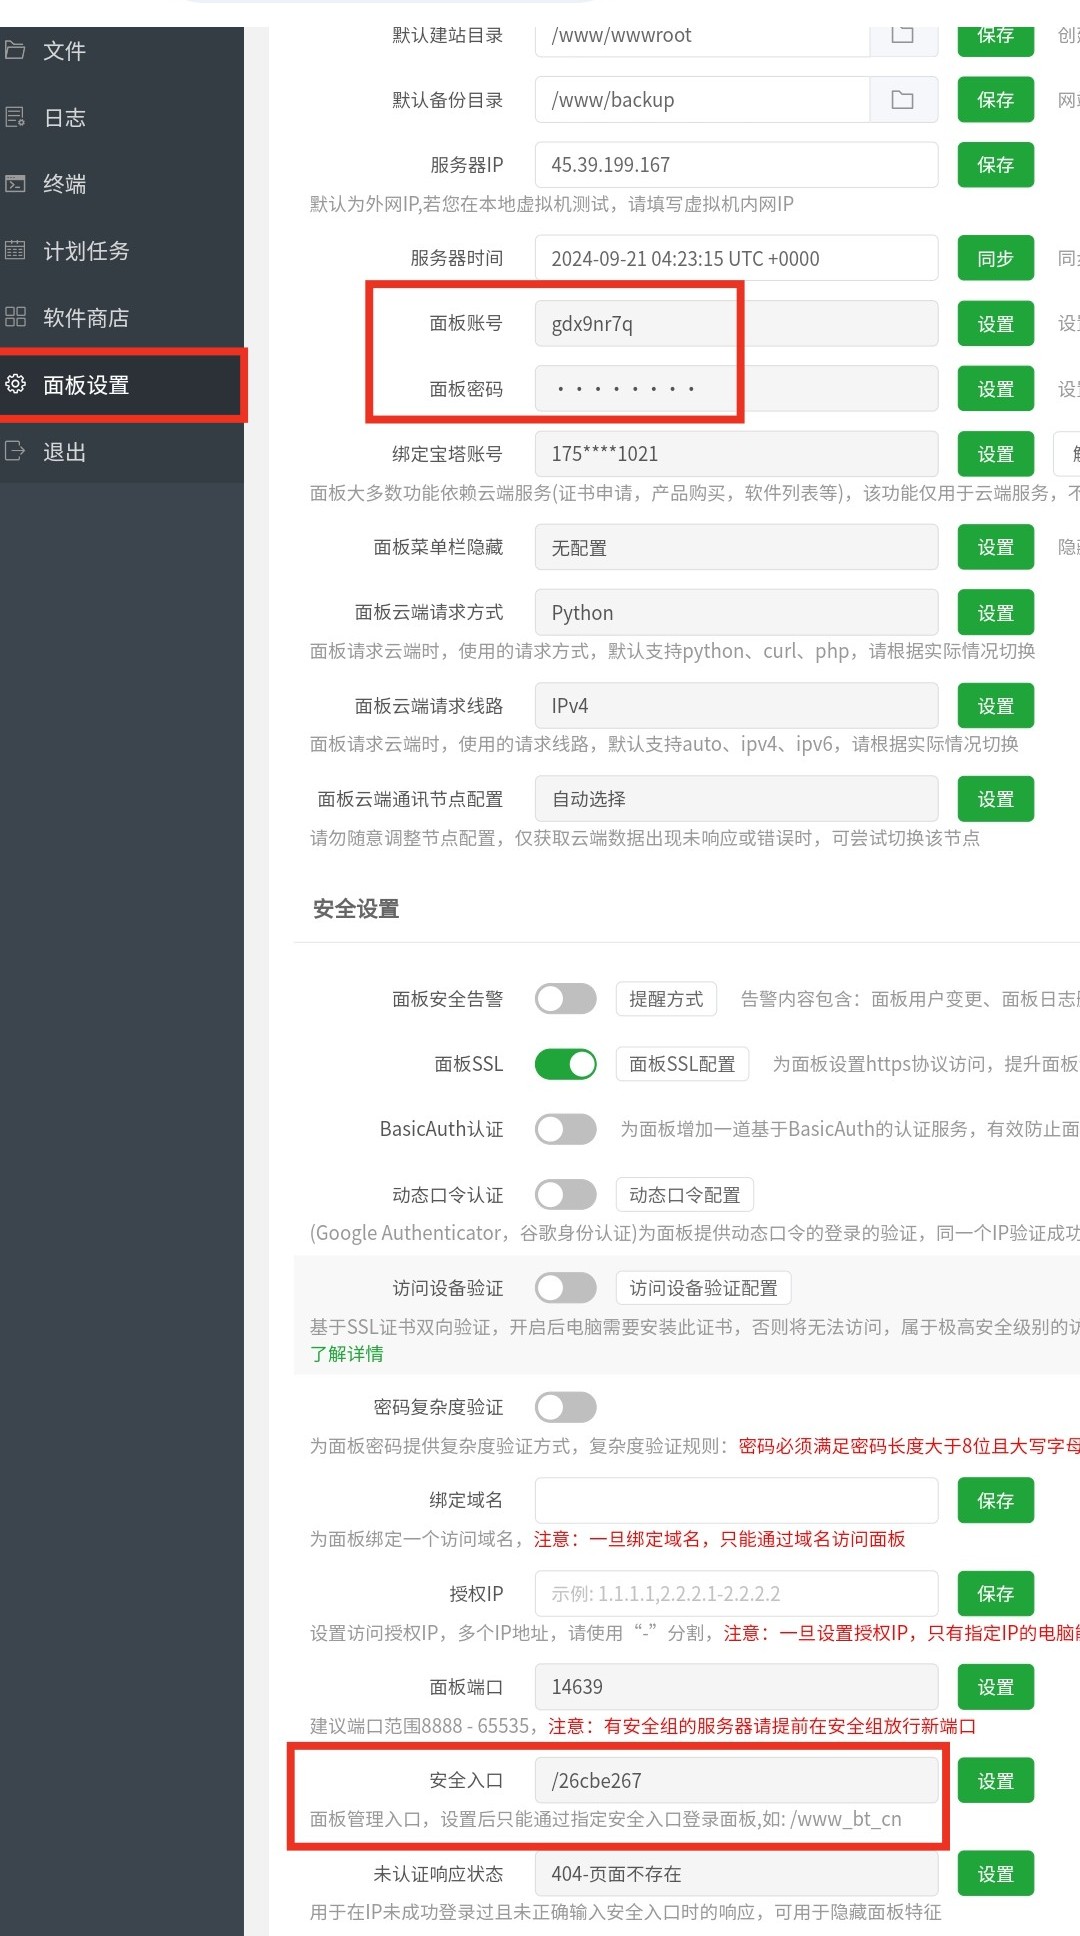 文件
日志
终端
计划任务
软件商店
面板设置
退出
默认建站目录 /www/wwwroot 保存
默认备份目录 /www/backup 保存
服务器IP 45.39.199.167 保存
默认为外网IP,若您在本地虚拟机测试，请填写虚拟机内网IP
服务器时间 2024-09-21 04:23:15 UTC +0000 同步
面板账号 gdx9nr7q 设置
面板密码 ········ 设置
绑定宝塔账号 175****1021 设置
面板大多数功能依赖云端服务(证书申请，产品购买，软件列表等)，该功能仅用于云端服务，不
面板菜单栏隐藏 无配置 设置
面板云端请求方式 Python 设置
面板请求云端时，使用的请求方式，默认支持python、curl、php，请根据实际情况切换
面板云端请求线路 IPv4 设置
面板请求云端时，使用的请求线路，默认支持auto、ipv4、ipv6，请根据实际情况切换
面板云端通讯节点配置 自动选择 设置
请勿随意调整节点配置，仅获取云端数据出现未响应或错误时，可尝试切换该节点
安全设置
面板安全告警 提醒方式 告警内容包含：面板用户变更、面板日志
面板SSL 面板SSL配置 为面板设置https协议访问，提升面板
BasicAuth认证 为面板增加一道基于BasicAuth的认证服务，有效防止面
动态口令认证 动态口令配置
(Google Authenticator，谷歌身份认证)为面板提供动态口令的登录的验证，同一个IP验证成功
访问设备验证 访问设备验证配置
基于SSL证书双向验证，开启后电脑需要安装此证书，否则将无法访问，属于极高安全级别的访
了解详情
密码复杂度验证
为面板密码提供复杂度验证方式，复杂度验证规则：密码必须满足密码长度大于8位且大写字母
绑定域名 保存
为面板绑定一个访问域名，注意：一旦绑定域名，只能通过域名访问面板
授权IP 示例: 1.1.1.1,2.2.2.1-2.2.2.2 保存
设置访问授权IP，多个IP地址，请使用“-”分割，注意：一旦设置授权IP，只有指定IP的电脑能
面板端口 14639 设置
建议端口范围8888 - 65535，注意：有安全组的服务器请提前在安全组放行新端口
安全入口 /26cbe267 设置
面板管理入口，设置后只能通过指定安全入口登录面板,如: /www_bt_cn
未认证响应状态 404-页面不存在 设置
用于在IP未成功登录过且未正确输入安全入口时的响应，可用于隐藏面板特征